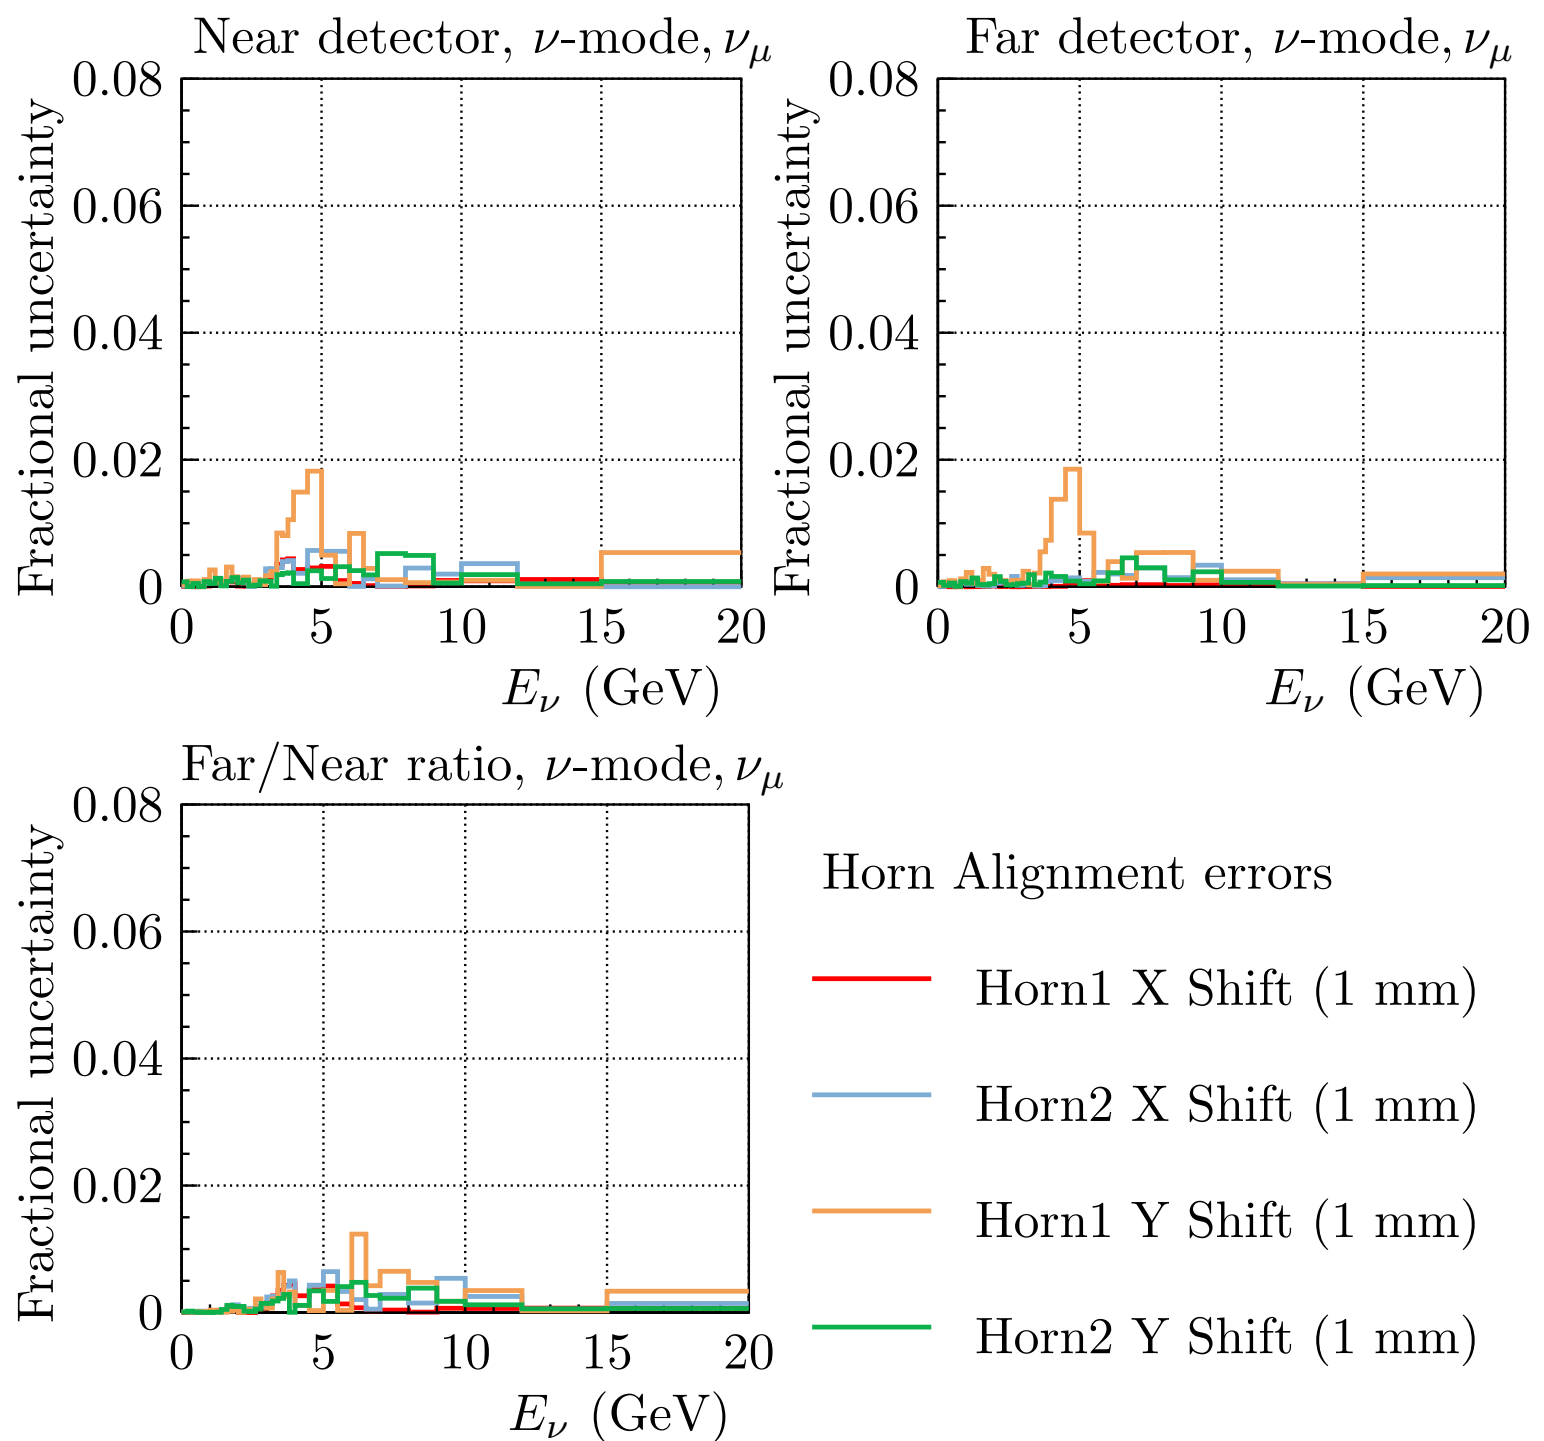 Near detector, ν-mode, ν_μ
Fractional uncertainty
0.08
0.06
0.04
0.02
0
0 5 10 15 20
E_ν (GeV)
Far detector, ν-mode, ν_μ
Fractional uncertainty
0.08
0.06
0.04
0.02
0
0 5 10 15 20
E_ν (GeV)
Far/Near ratio, ν-mode, ν_μ
Fractional uncertainty
0.08
0.06
0.04
0.02
0
0 5 10 15 20
E_ν (GeV)
Horn Alignment errors
Horn1 X Shift (1 mm)
Horn2 X Shift (1 mm)
Horn1 Y Shift (1 mm)
Horn2 Y Shift (1 mm)